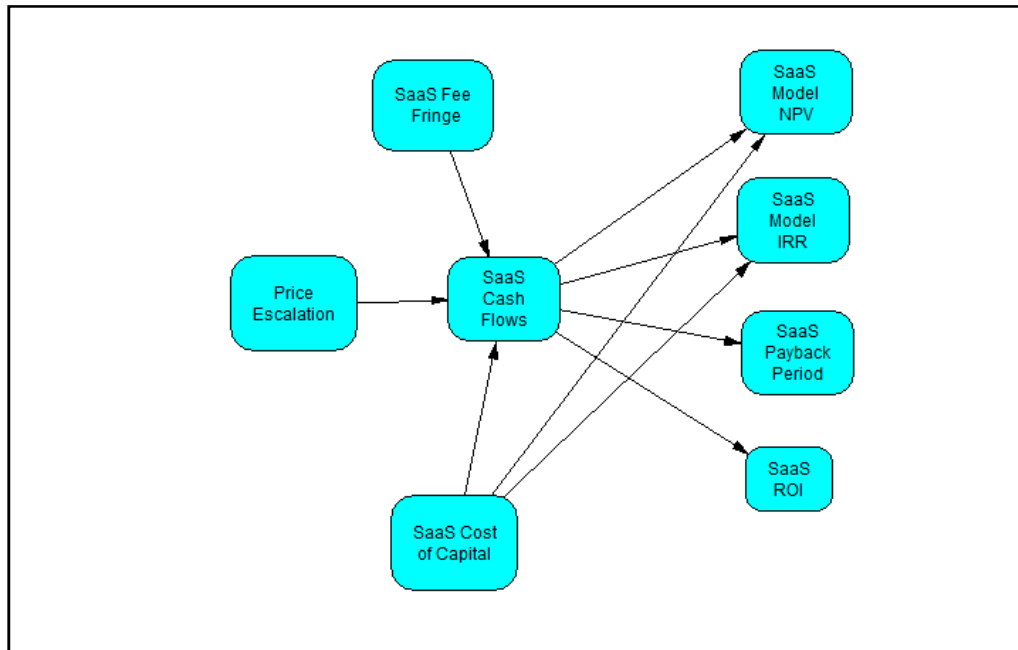 SaaS Fee
Fringe
Price
Escalation
SaaS
Cash
Flows
SaaS Cost
of Capital
SaaS
Model
NPV
SaaS
Model
IRR
SaaS
Payback
Period
SaaS
ROI